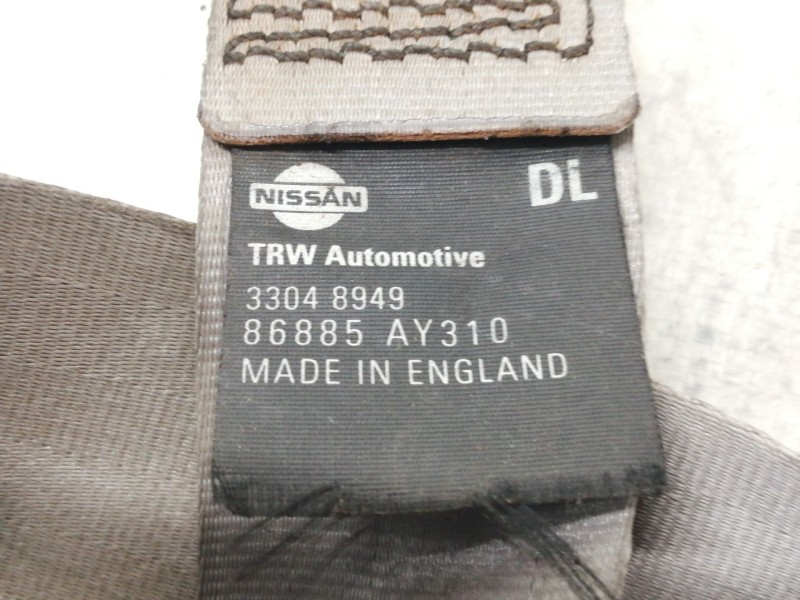 NISSAN
DL
TRW Automotive
3304 8949
86885 AY310
MADE IN ENGLAND